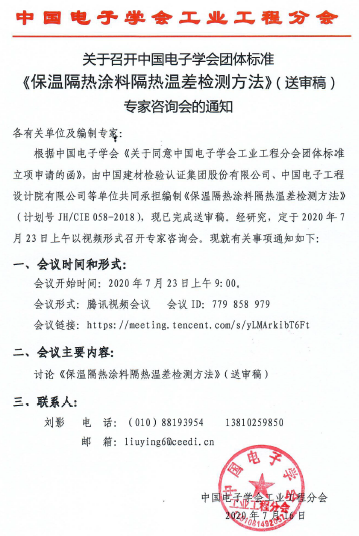 中国电子学会工业工程分会
关于召开中国电子学会团体标准
《保温隔热涂料隔热温差检测方法》(送审稿)
专家咨询会的通知
各有关单位及编制专家:
根据中国电子学会《关于同意中国电子学会工业工程分会团体标准
立项申请的函》,由中国建材检验认证集团股份有限公司、中国电子工程
设计院有限公司等单位共同承担编制《保温隔热涂料隔热温差检测方法》
(计划号 JH/CIE 058-2018),现已完成送审稿。经研究,定于 2020 年 7
月 23 日上午以视频形式召开专家咨询会。现就有关事项通知如下:
一、会议时间和形式:
会议开始时间:2020 年 7 月 23 日上午 9:00。
会议形式:腾讯视频会议 会议 ID:779 858 979
会议链接:https://meeting.tencent.com/s/yLMArkibT6Ft
二、会议主要内容:
讨论《保温隔热涂料隔热温差检测方法》(送审稿)
三、联系人:
刘影 电 话:(010)88193954 13810259850
邮 箱:liuying6@ceedi.cn
中国电子学会
工业工程分会
中国电子学会工业工程分会
2020 年 7 月 16 日